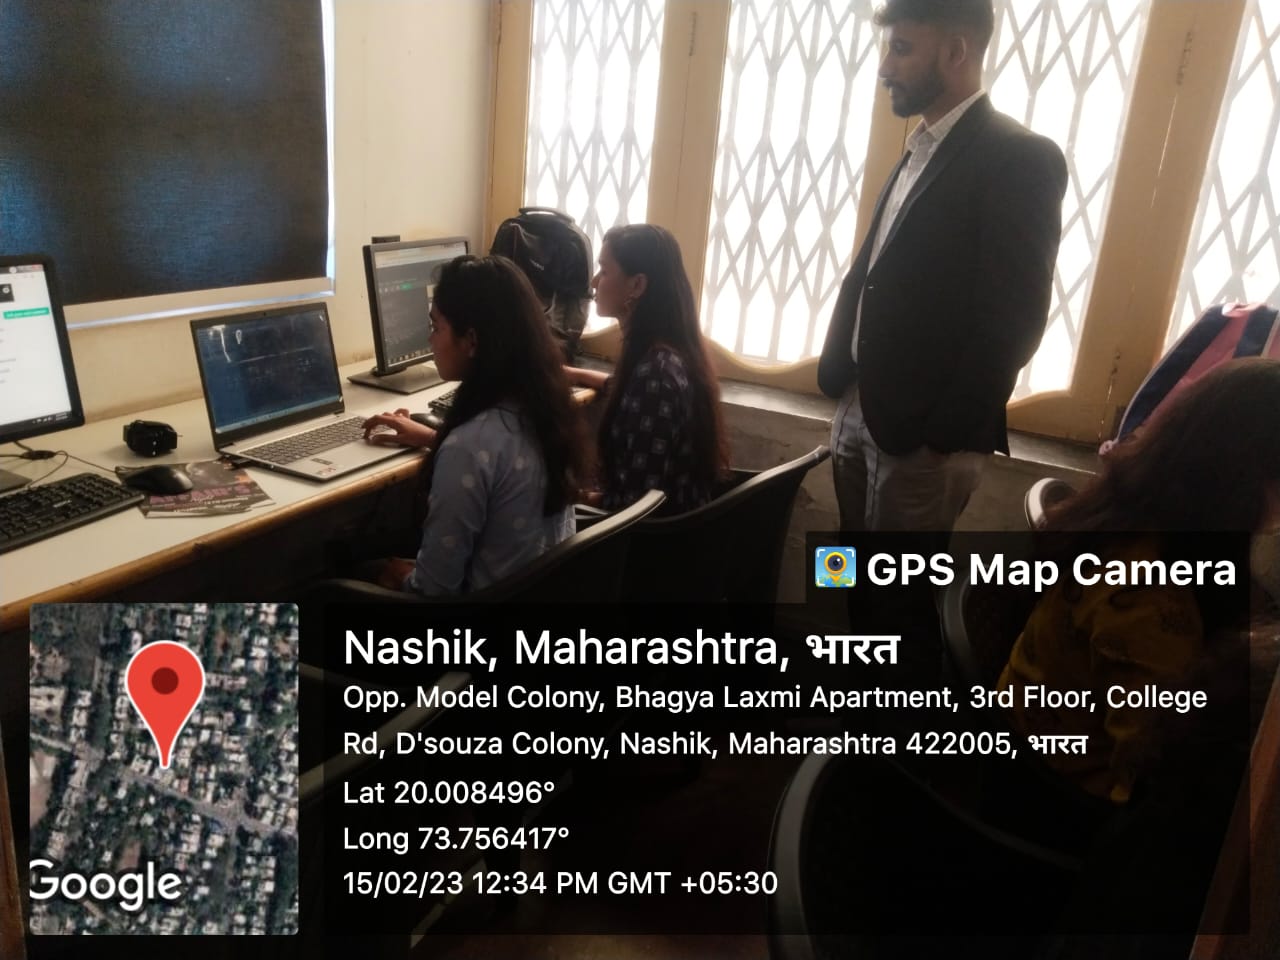 GPS Map Camera
Nashik, Maharashtra, भारत
Opp. Model Colony, Bhagya Laxmi Apartment, 3rd Floor, College
Rd, D'souza Colony, Nashik, Maharashtra 422005, भारत
Lat 20.008496°
Long 73.756417°
15/02/23 12:34 PM GMT +05:30
Google